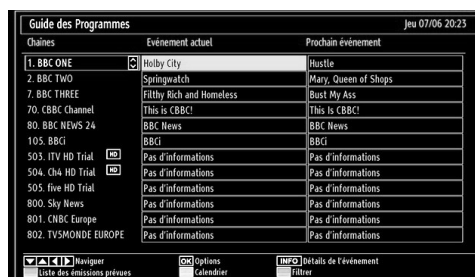 Guide des Programmes Jeu 07/06 20:23
Chaînes Evénement actuel Prochain événement
1. BBC ONE Holby City Hustle
2. BBC TWO Springwatch Mary, Queen of Shops
7. BBC THREE Filthy Rich and Homeless Bust My Ass
70. CBBC Channel This is CBBC! This Is CBBC!
80. BBC NEWS 24 BBC News BBC News
105. BBCi BBCi BBCi
503. ITV HD Trial HD Pas d'informations Pas d'informations
504. Ch4 HD Trial HD Pas d'informations Pas d'informations
505. five HD Trial Pas d'informations Pas d'informations
800. Sky News Pas d'informations Pas d'informations
801. CNBC Europe Pas d'informations Pas d'informations
802. TV5MONDE EUROPE Pas d'informations Pas d'informations
Naviguer OK Options INFO Détails de l'événement
Liste des émissions prévues Calendrier Filtrer